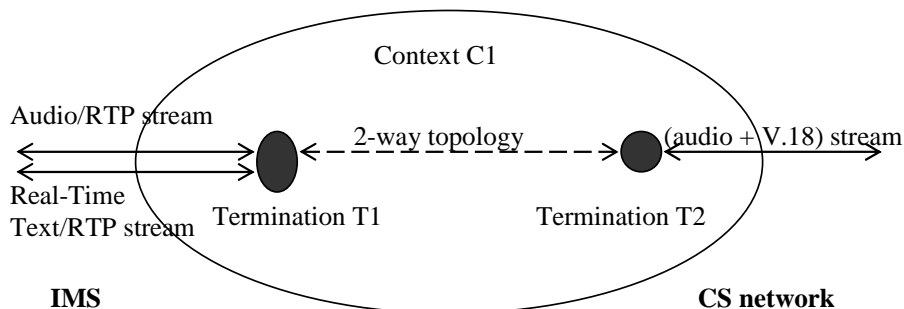 Context C1
Audio/RTP stream
2-way topology
(audio + V.18) stream
Real-Time
Text/RTP stream
Termination T1
Termination T2
IMS
CS network